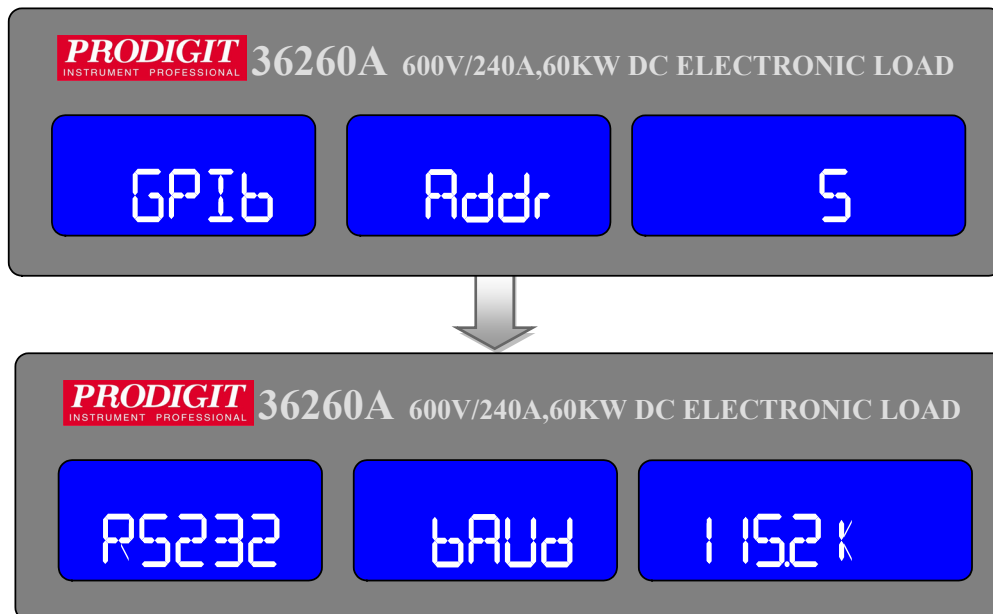 PRODIGIT 36260A 600V/240A,60KW DC ELECTRONIC LOAD
INSTRUMENT PROFESSIONAL
GPIb Addr 5
PRODIGIT 36260A 600V/240A,60KW DC ELECTRONIC LOAD
INSTRUMENT PROFESSIONAL
RS232 bAUd 115.2K